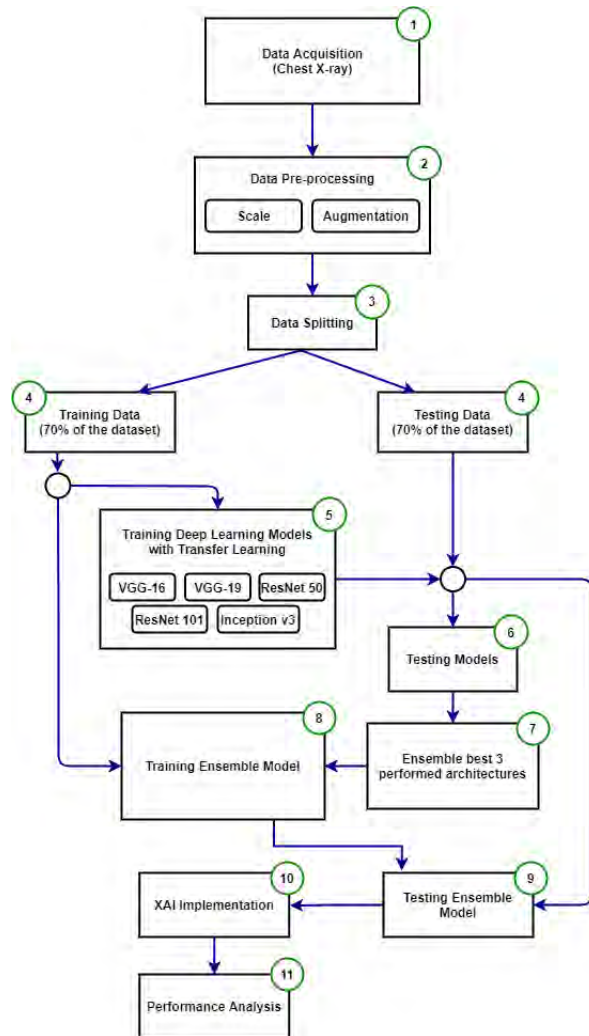 1
Data Acquisition
(Chest X-ray)
2
Data Pre-processing
Scale
Augmentation
3
Data Splitting
4
Training Data
(70% of the dataset)
4
Testing Data
(70% of the dataset)
5
Training Deep Learning Models
with Transfer Learning
VGG-16
VGG-19
ResNet 50
ResNet 101
Inception v3
6
Testing Models
7
Ensemble best 3
performed architectures
8
Training Ensemble Model
9
Testing Ensemble
Model
10
XAI Implementation
11
Performance Analysis